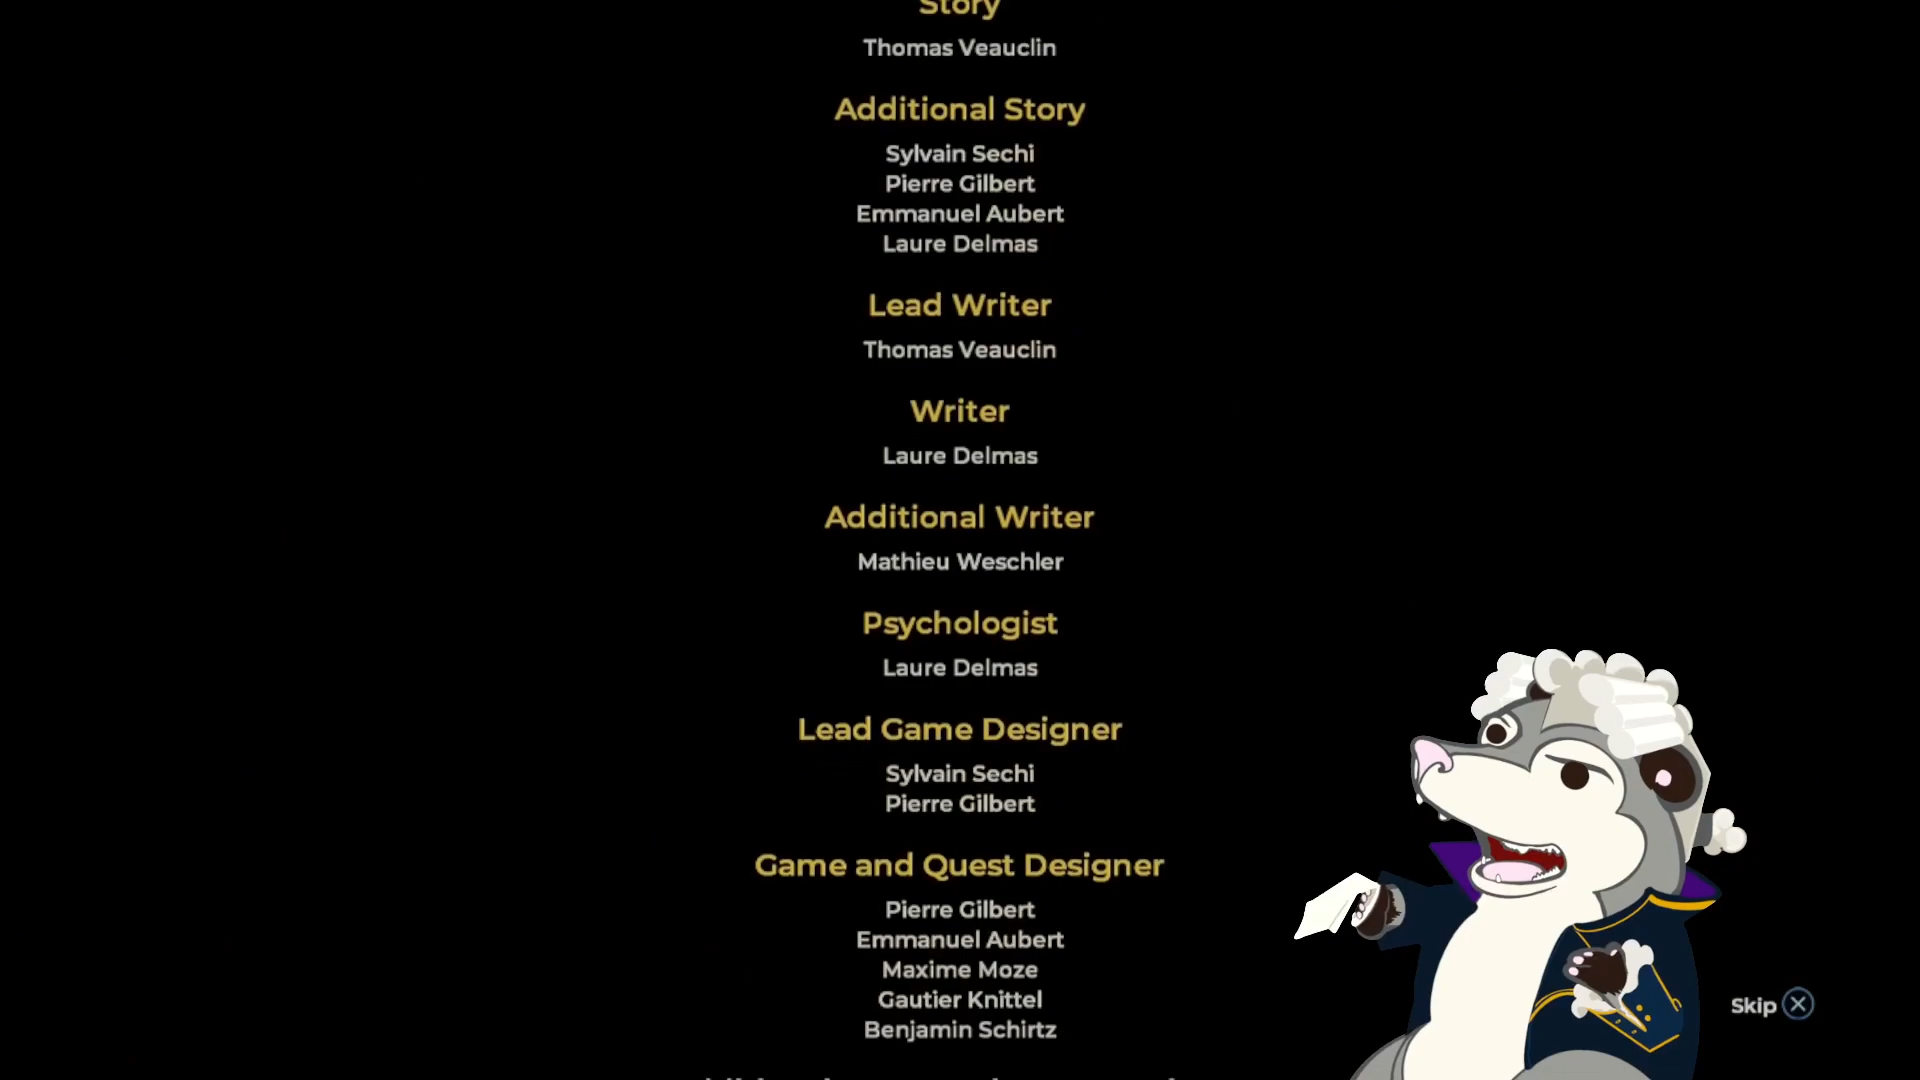 Story
Thomas Veauclin
Additional Story
Sylvain Sechi
Pierre Gilbert
Emmanuel Aubert
Laure Delmas
Lead Writer
Thomas Veauclin
Writer
Laure Delmas
Additional Writer
Mathieu Weschler
Psychologist
Laure Delmas
Lead Game Designer
Sylvain Sechi
Pierre Gilbert
Game and Quest Designer
Pierre Gilbert
Emmanuel Aubert
Maxime Moze
Gautier Knittel
Benjamin Schirtz
Skip